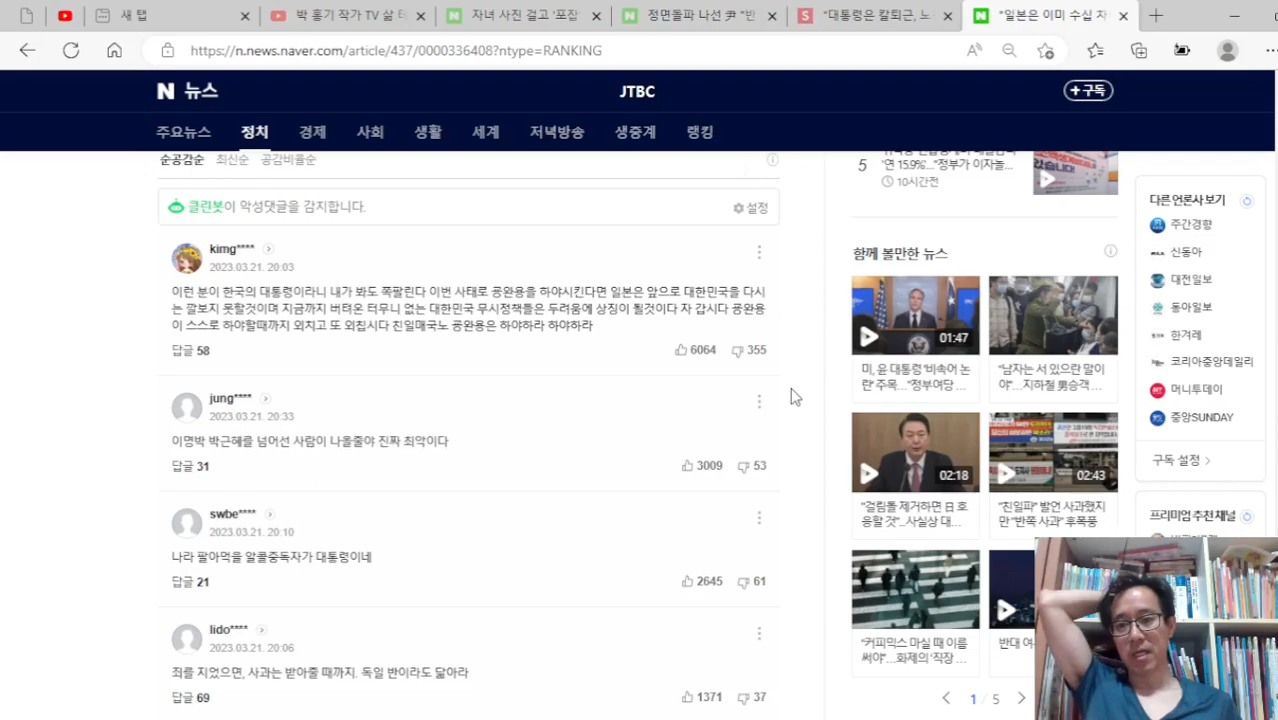 새 탭
박 홍기 작가 TV 삶 터
자녀 사진 걸고 '포장
정면돌파 나선 尹 "반
"대통령은 칼퇴근, 노
"일본은 이미 수십 차
https://n.news.naver.com/article/437/0000336408?ntype=RANKING
N 뉴스
JTBC
+구독
주요뉴스 정치 경제 사회 생활 세계 저녁방송 생중계 랭킹
순공감순 최신순 공감비율순
클린봇이 악성댓글을 감지합니다.
설정
kimg****
2023.03.21. 20:03
이런 분이 한국의 대통령이라니 내가 봐도 쪽팔린다 이번 사태로 공완용을 하야시킨다면 일본은 앞으로 대한민국을 다시
는 깔보지 못할것이며 지금까지 버텨온 터무니 없는 대한민국 무시정책들은 두려움에 상징이 될것이다 자 갑시다 공완용
이 스스로 하야할때까지 외치고 또 외칩시다 친일매국노 공완용은 하야하라 하야하라
답글 58
6064 355
jung****
2023.03.21. 20:33
이명박 박근혜를 넘어선 사람이 나올줄이야 진짜 최악이다
답글 31
3009 53
swbe****
2023.03.21. 20:10
나라 팔아먹을 알콜중독자가 대통령이네
답글 21
2645 61
lido****
2023.03.21. 20:06
죄를 지었으면, 사과는 받아줄 때까지. 독일 반이라도 닮아라
답글 69
1371 37
5
'연 15.9%'…"정부가 이자놀…
10시간전
함께 볼만한 뉴스
01:47
미, 윤 대통령 '비속어 논
란' 주목…"정부여당 …
"남자는 서 있으란 말이
야"…지하철 男승객 …
02:18
"걸림돌 제거하면 日 호
응할 것"…사실상 대…
02:43
"친일파" 발언 사과했지
만 "반쪽 사과" 후폭풍
"커피믹스 마실 때 이름
써야"…화제의 '직장 …
반대 여
1 / 5
다른 언론사 보기
주간경향
신동아
대전일보
동아일보
한겨레
코리아중앙데일리
머니투데이
중앙SUNDAY
구독 설정
프리미엄 추천 채널